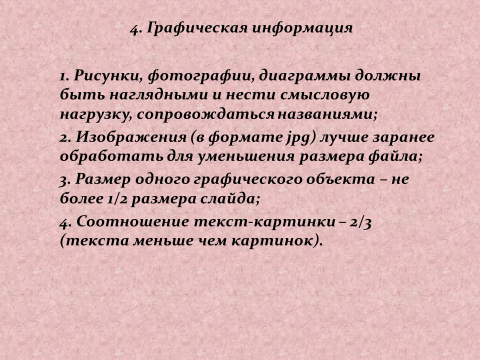 4. Графическая информация
1. Рисунки, фотографии, диаграммы должны
быть наглядными и нести смысловую
нагрузку, сопровождаться названиями;
2. Изображения (в формате jpg) лучше заранее
обработать для уменьшения размера файла;
3. Размер одного графического объекта – не
более 1/2 размера слайда;
4. Соотношение текст-картинки – 2/3
(текста меньше чем картинок).